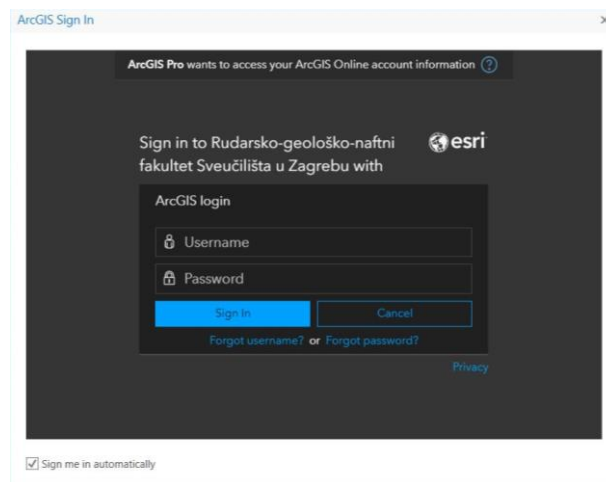 ArcGIS Sign In
ArcGIS Pro wants to access your ArcGIS Online account information ?
Sign in to Rudarsko-geološko-naftni
fakultet Sveučilišta u Zagrebu with
esri
ArcGIS login
Username
Password
Sign In Cancel
Forgot username? or Forgot password?
Privacy
Sign me in automatically